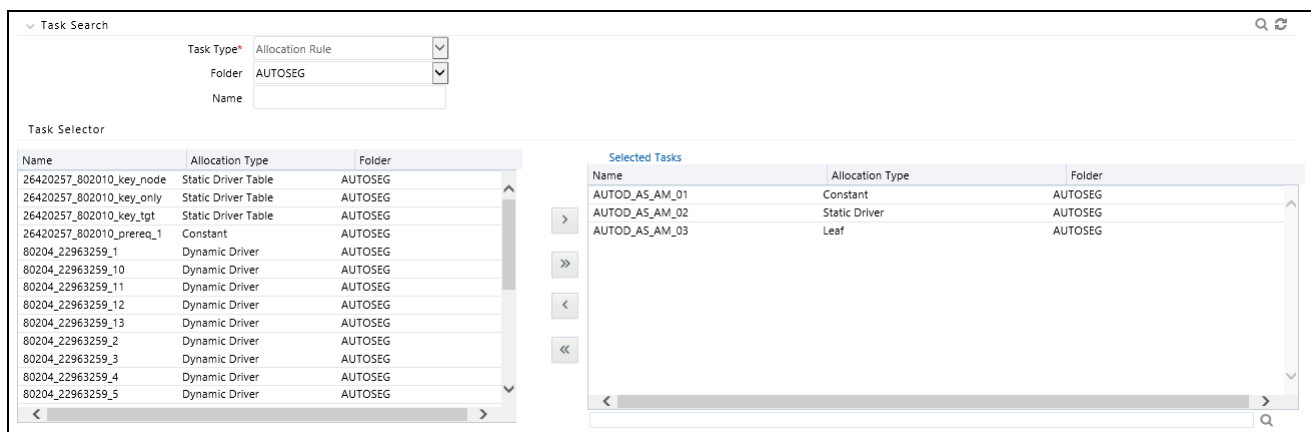 Task Search
Task Type* Allocation Rule
Folder AUTOSEG
Name
Task Selector
Name Allocation Type Folder
26420257_802010_key_node Static Driver Table AUTOSEG
26420257_802010_key_only Static Driver Table AUTOSEG
26420257_802010_key_tgt Static Driver Table AUTOSEG
26420257_802010_prereq_1 Constant AUTOSEG
80204_22963259_1 Dynamic Driver AUTOSEG
80204_22963259_10 Dynamic Driver AUTOSEG
80204_22963259_11 Dynamic Driver AUTOSEG
80204_22963259_12 Dynamic Driver AUTOSEG
80204_22963259_13 Dynamic Driver AUTOSEG
80204_22963259_2 Dynamic Driver AUTOSEG
80204_22963259_3 Dynamic Driver AUTOSEG
80204_22963259_4 Dynamic Driver AUTOSEG
80204_22963259_5 Dynamic Driver AUTOSEG
Selected Tasks
Name Allocation Type Folder
AUTOD_AS_AM_01 Constant AUTOSEG
AUTOD_AS_AM_02 Static Driver AUTOSEG
AUTOD_AS_AM_03 Leaf AUTOSEG